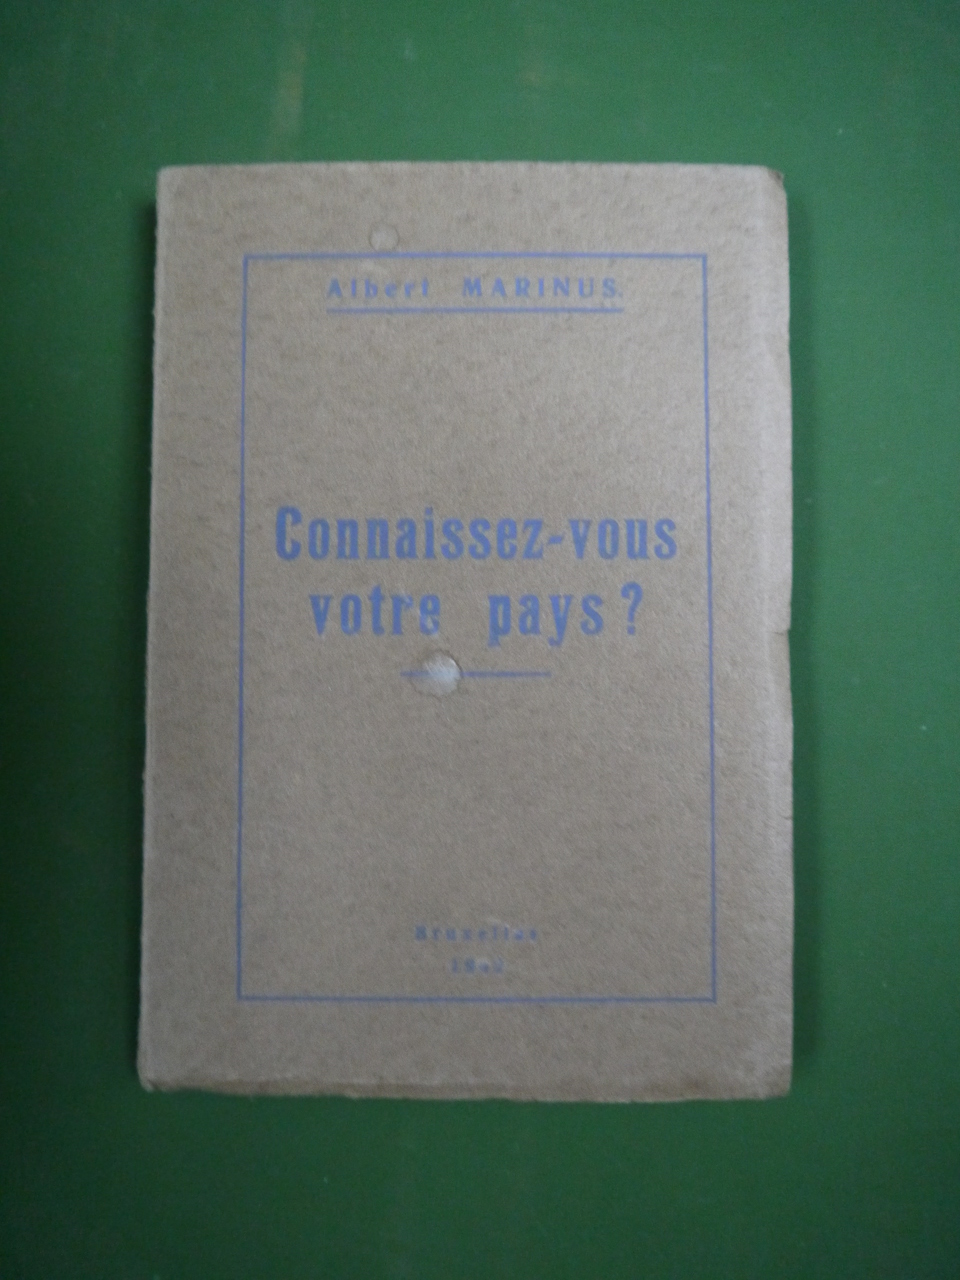 Albert MARINUS.
Connaissez-vous
votre pays?
Bruxelles